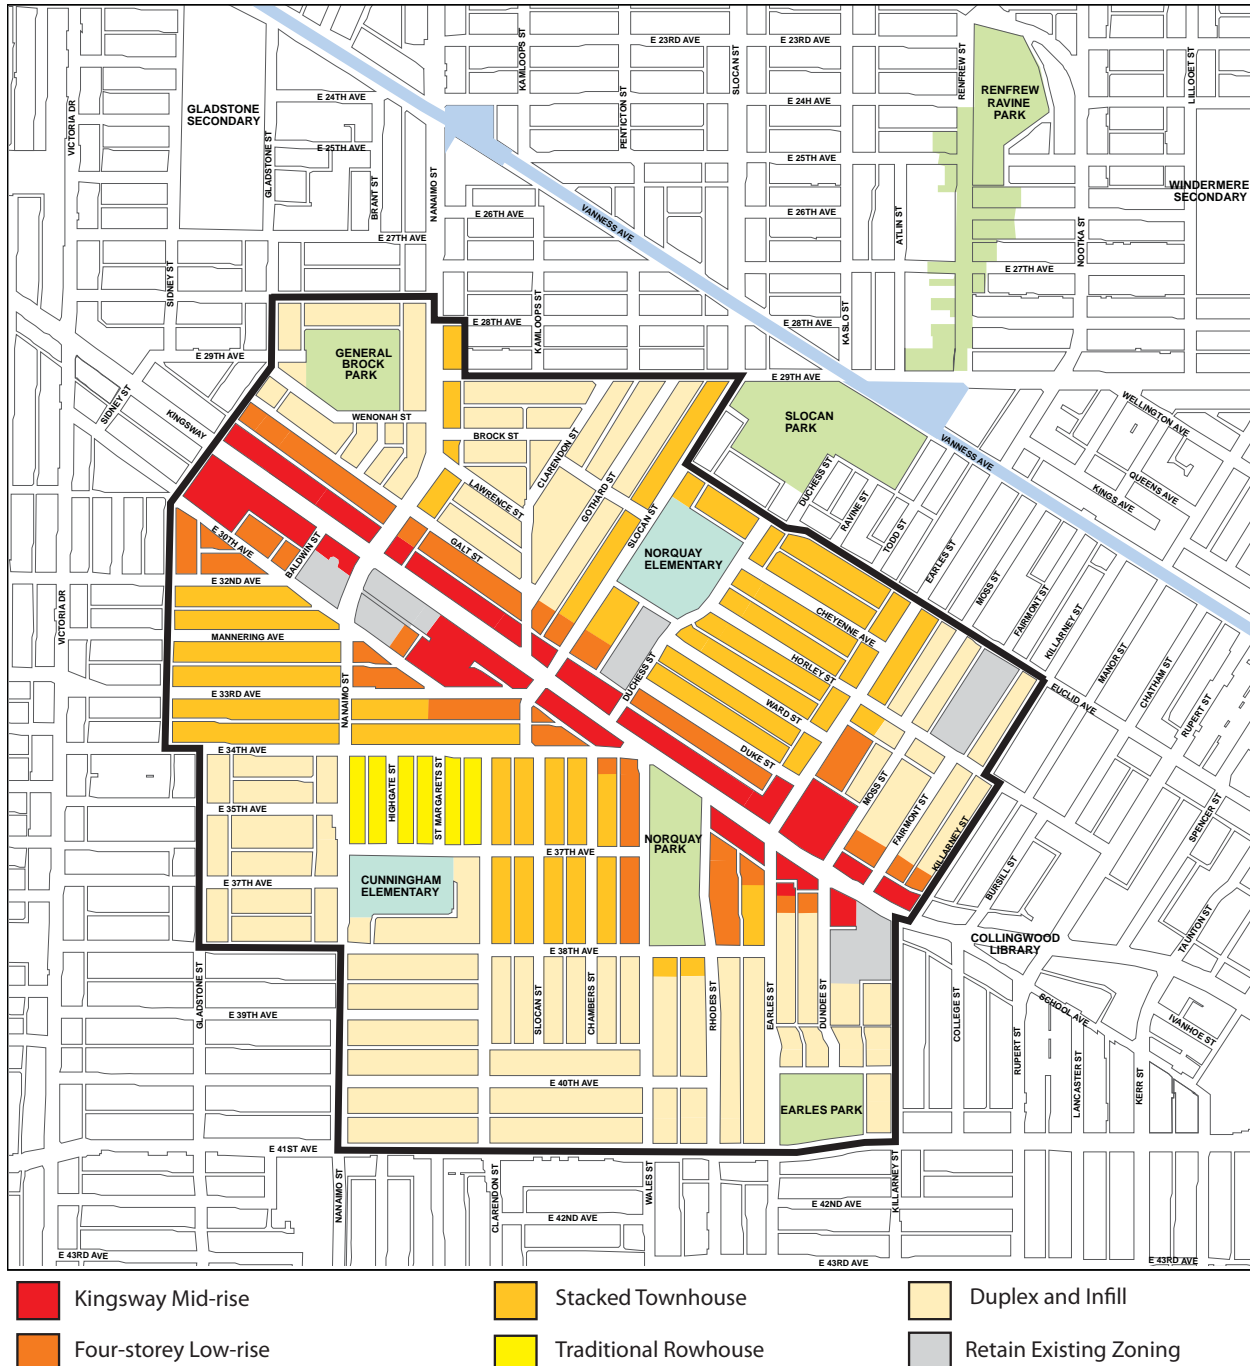 E 23RD AVE
E 23RD AVE
KAMLOOPS ST
SLOCAN ST
RENFREW ST
LILLOOET ST
VICTORIA DR
GLADSTONE
SECONDARY
E 24TH AVE
GLADSTONE ST
E 25TH AVE
BRANT ST
NANAIMO ST
PENTICTON ST
E 24H AVE
RENFREW
RAVINE
PARK
E 25TH AVE
WINDERMERE
SECONDARY
E 26TH AVE
VANNESS AVE
E 26TH AVE
ATLIN ST
NOOTKA ST
E 27TH AVE
E 27TH AVE
SIDNEY ST
KAMLOOPS ST
E 28TH AVE
E 28TH AVE
KASLO ST
E 29TH AVE
GENERAL
BROCK
PARK
E 29TH AVE
SIDNEY ST
KINGSWAY
WENONAH ST
BROCK ST
CLARENDON ST
GOTHARD ST
SLOCAN
PARK
WELLINGTON AVE
VANNESS AVE
QUEENS AVE
KINGS AVE
LAWRENCE ST
SLOCAN ST
DUCHESS ST
RAVINE ST
TODD ST
EARLES ST
MOSS ST
FAIRMONT ST
KILLARNEY ST
MANOR ST
CHATHAM ST
RUPERT ST
E 30TH AVE
BALDWIN ST
GALT ST
NORQUAY
ELEMENTARY
E 32ND AVE
VICTORIA DR
MANNERING AVE
CHEYENNE AVE
HORLEY ST
EUCLID AVE
E 33RD AVE
NANAIMO ST
DUCHESS ST
WARD ST
DUKE ST
E 34TH AVE
HIGHGATE ST
ST MARGARETS ST
MOSS ST
FAIRMONT ST
KILLARNEY ST
SPENCER ST
E 35TH AVE
NORQUAY
PARK
E 37TH AVE
CUNNINGHAM
ELEMENTARY
E 37TH AVE
BURSILL ST
TAUNTON ST
COLLINGWOOD
LIBRARY
E 38TH AVE
GLADSTONE ST
E 39TH AVE
SLOCAN ST
CHAMBERS ST
RHODES ST
EARLES ST
DUNDEE ST
COLLEGE ST
SCHOOL AVE
IVANHOE ST
RUPERT ST
LANCASTER ST
KERR ST
E 40TH AVE
EARLES PARK
E 41ST AVE
NANAIMO ST
CLARENDON ST
WALES ST
KILLARNEY ST
E 42ND AVE
E 42ND AVE
E 43RD AVE
E 43RD AVE
E 43RD AVE
Kingsway Mid-rise
Stacked Townhouse
Duplex and Infill
Four-storey Low-rise
Traditional Rowhouse
Retain Existing Zoning